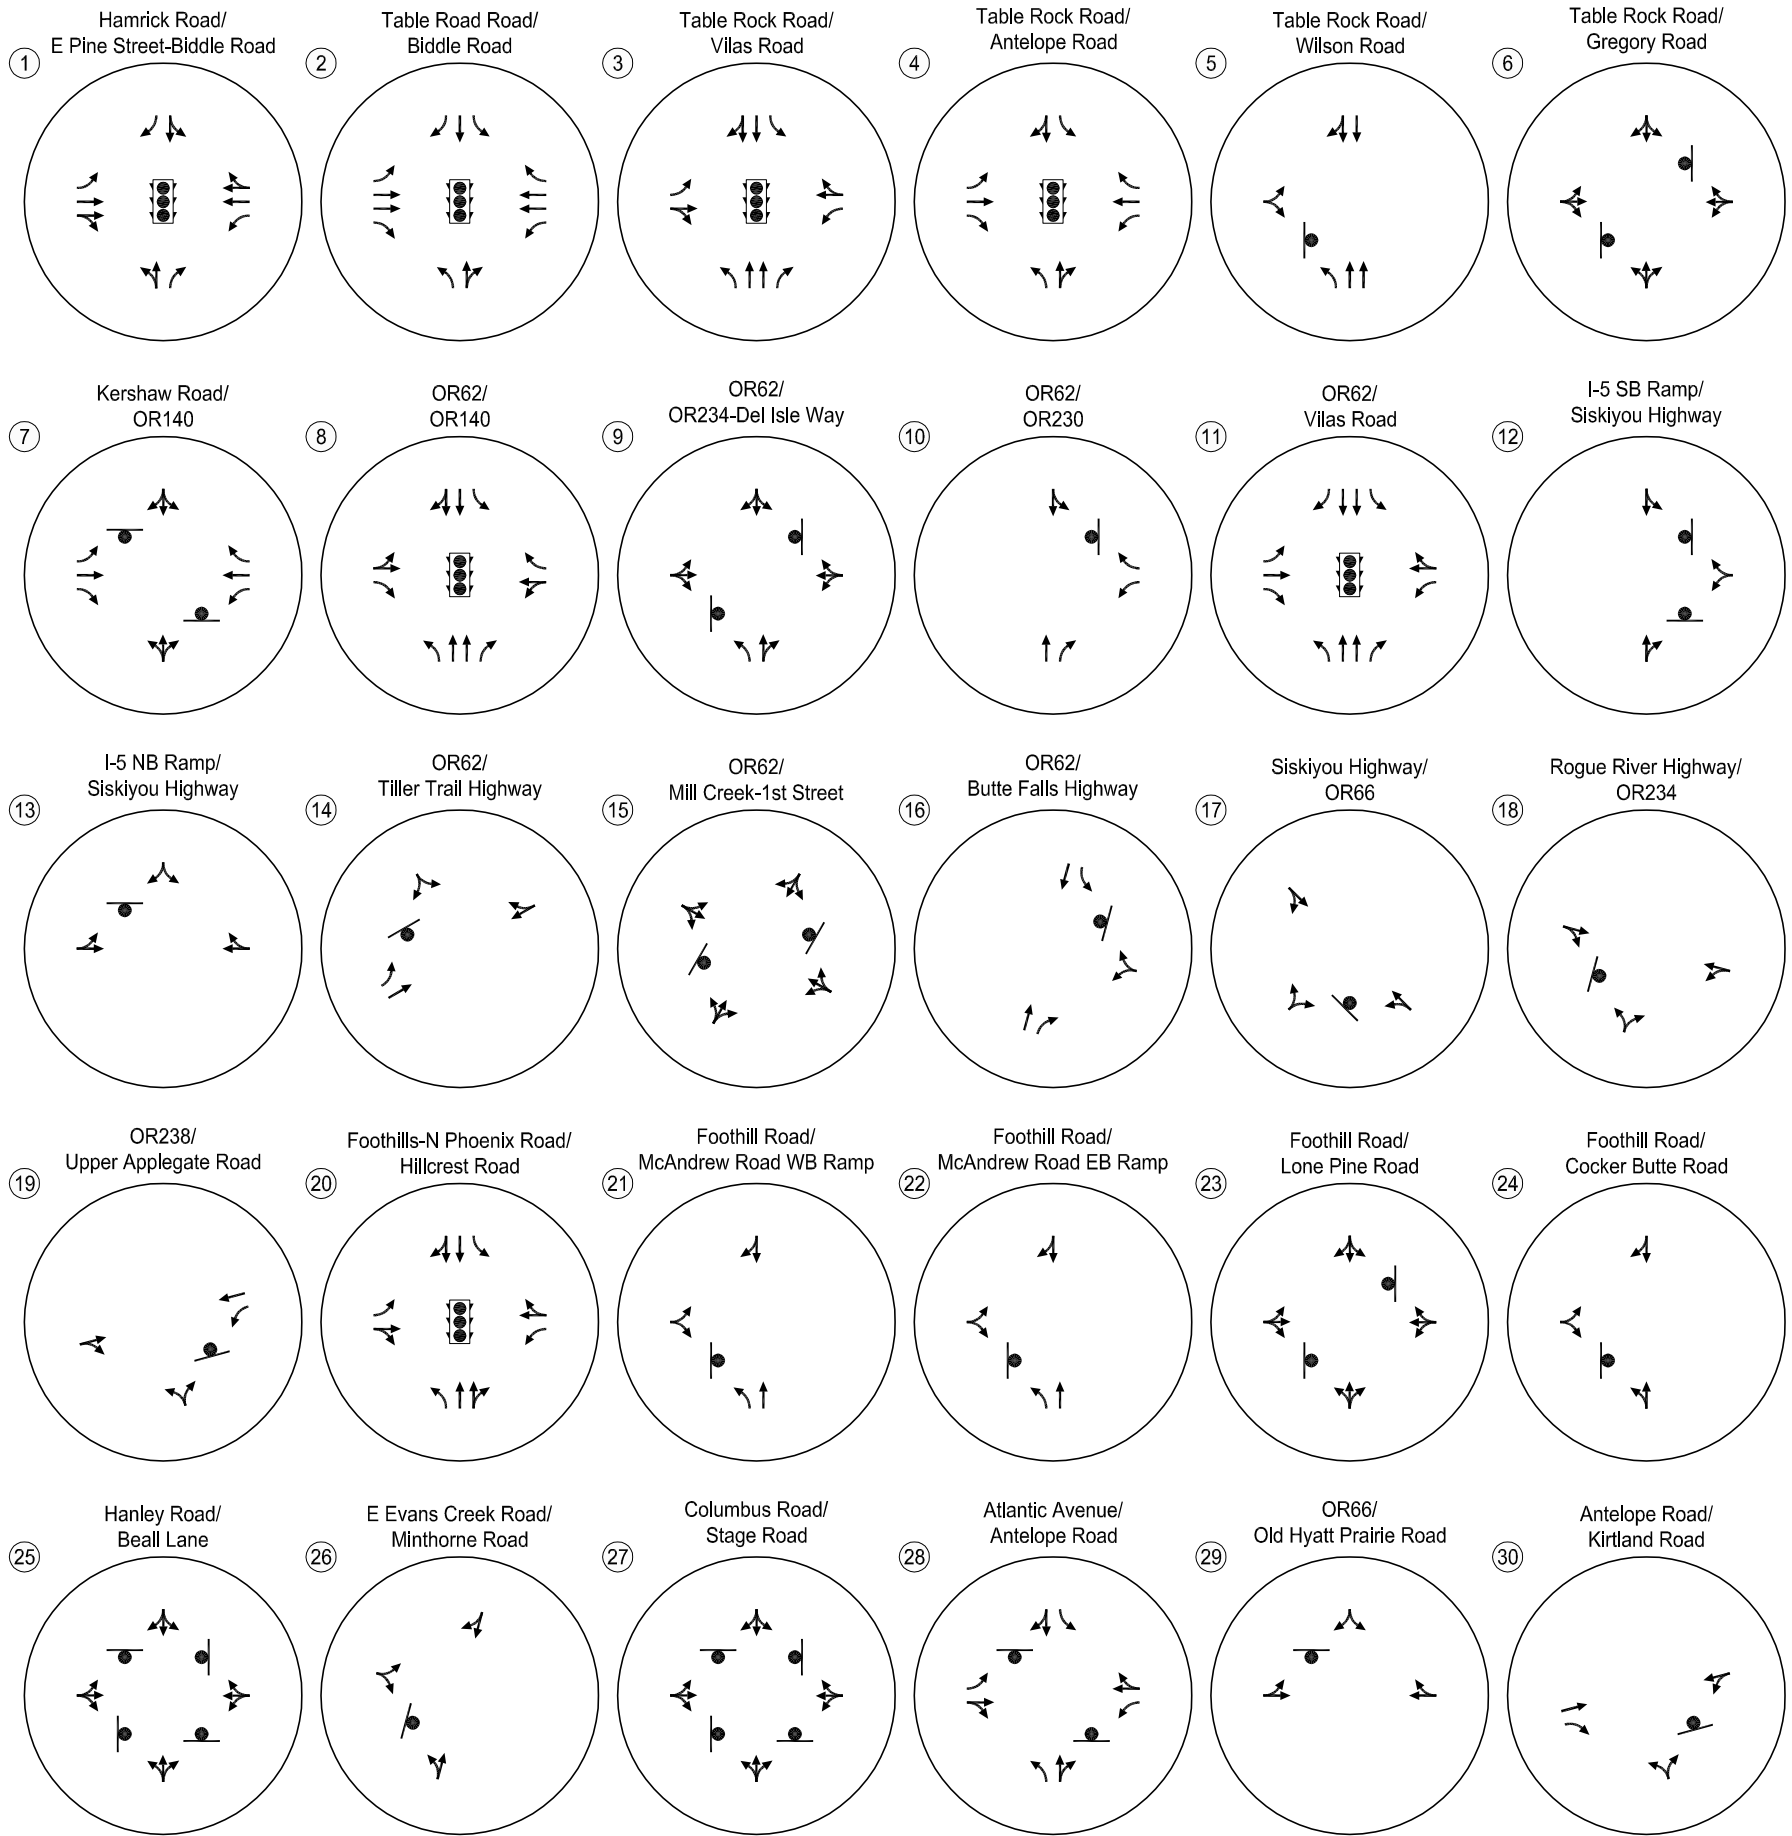 1
Hamrick Road/
E Pine Street-Biddle Road
2
Table Road Road/
Biddle Road
3
Table Rock Road/
Vilas Road
4
Table Rock Road/
Antelope Road
5
Table Rock Road/
Wilson Road
6
Table Rock Road/
Gregory Road
7
Kershaw Road/
OR140
8
OR62/
OR140
9
OR62/
OR234-Del Isle Way
10
OR62/
OR230
11
OR62/
Vilas Road
12
I-5 SB Ramp/
Siskiyou Highway
13
I-5 NB Ramp/
Siskiyou Highway
14
OR62/
Tiller Trail Highway
15
OR62/
Mill Creek-1st Street
16
OR62/
Butte Falls Highway
17
Siskiyou Highway/
OR66
18
Rogue River Highway/
OR234
19
OR238/
Upper Applegate Road
20
Foothills-N Phoenix Road/
Hillcrest Road
21
Foothill Road/
McAndrew Road WB Ramp
22
Foothill Road/
McAndrew Road EB Ramp
23
Foothill Road/
Lone Pine Road
24
Foothill Road/
Cocker Butte Road
25
Hanley Road/
Beall Lane
26
E Evans Creek Road/
Minthorne Road
27
Columbus Road/
Stage Road
28
Atlantic Avenue/
Antelope Road
29
OR66/
Old Hyatt Prairie Road
30
Antelope Road/
Kirtland Road